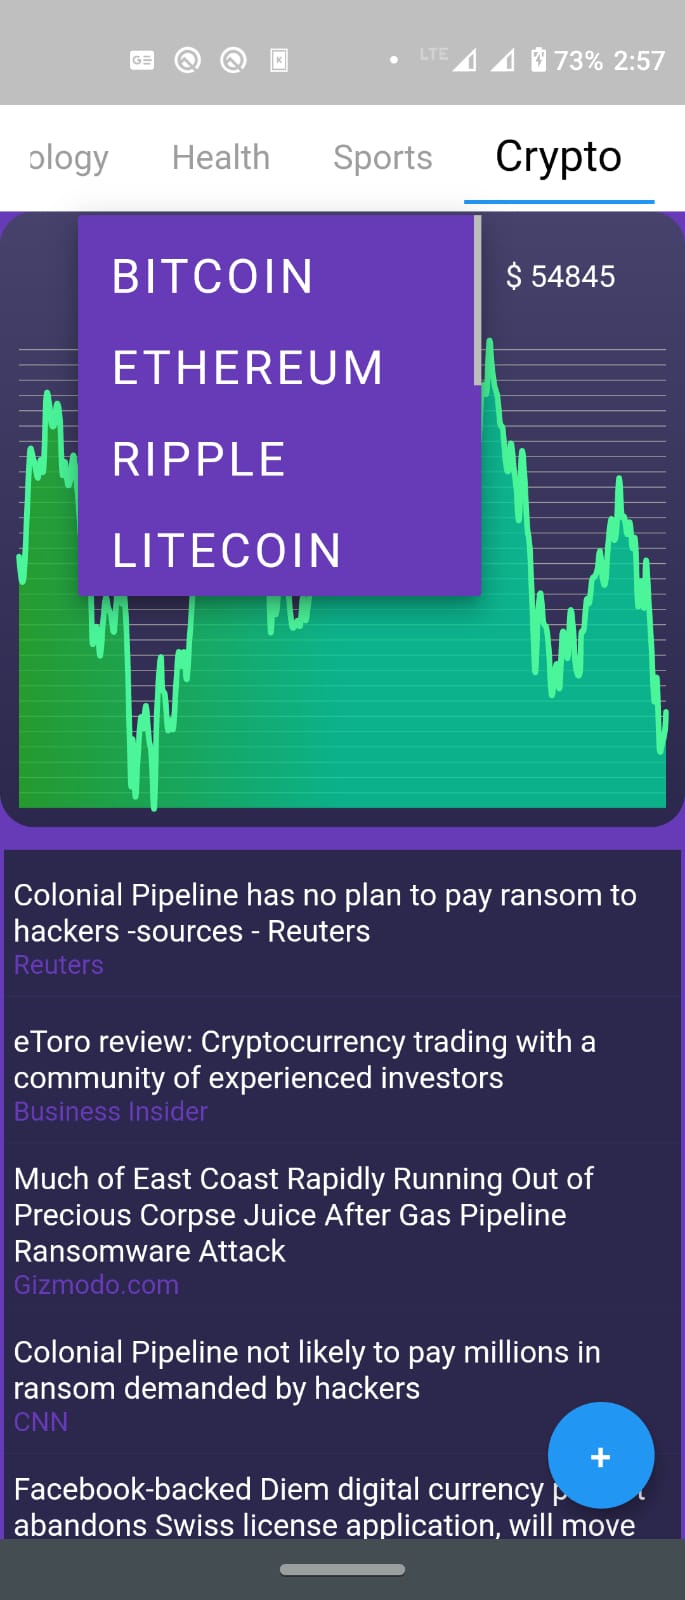 GE
LTE 73% 2:57
ology Health Sports Crypto
BITCOIN
$ 54845
ETHEREUM
RIPPLE
LITECOIN
Colonial Pipeline has no plan to pay ransom to
hackers -sources - Reuters
Reuters
eToro review: Cryptocurrency trading with a
community of experienced investors
Business Insider
Much of East Coast Rapidly Running Out of
Precious Corpse Juice After Gas Pipeline
Ransomware Attack
Gizmodo.com
Colonial Pipeline not likely to pay millions in
ransom demanded by hackers
CNN
+
Facebook-backed Diem digital currency
abandons Swiss license application, will move